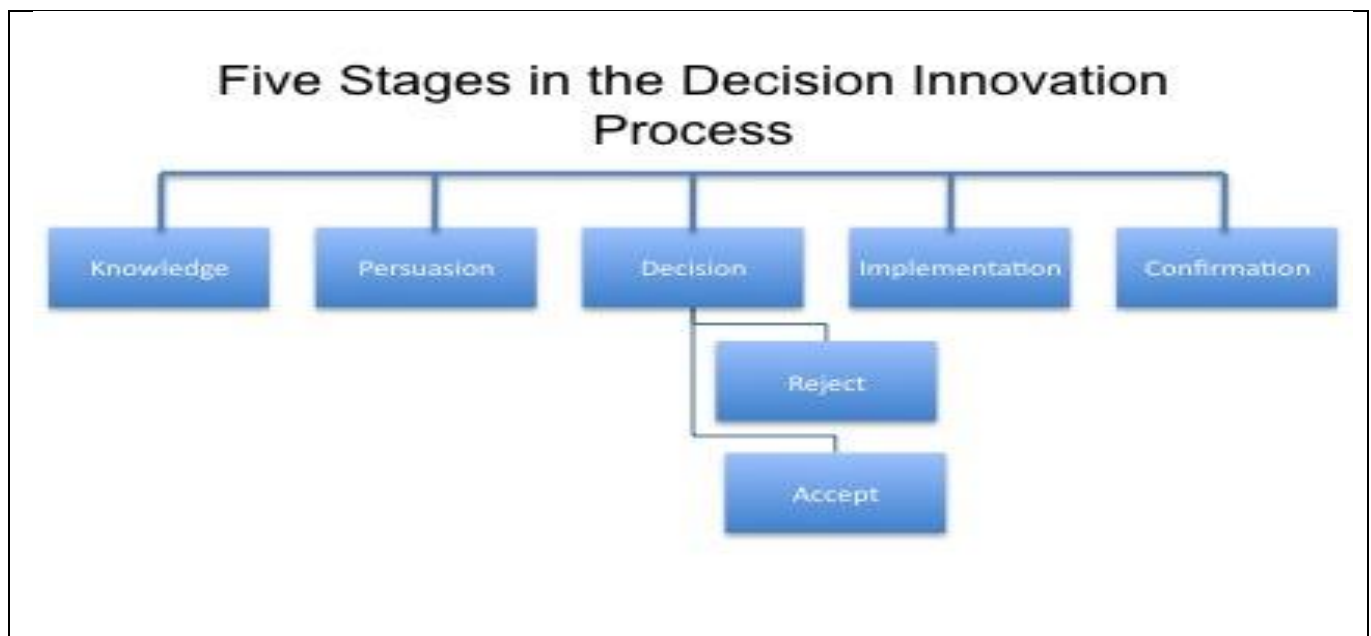 Five Stages in the Decision Innovation
Process
Knowledge
Persuasion
Decision
Implementation
Confirmation
Reject
Accept